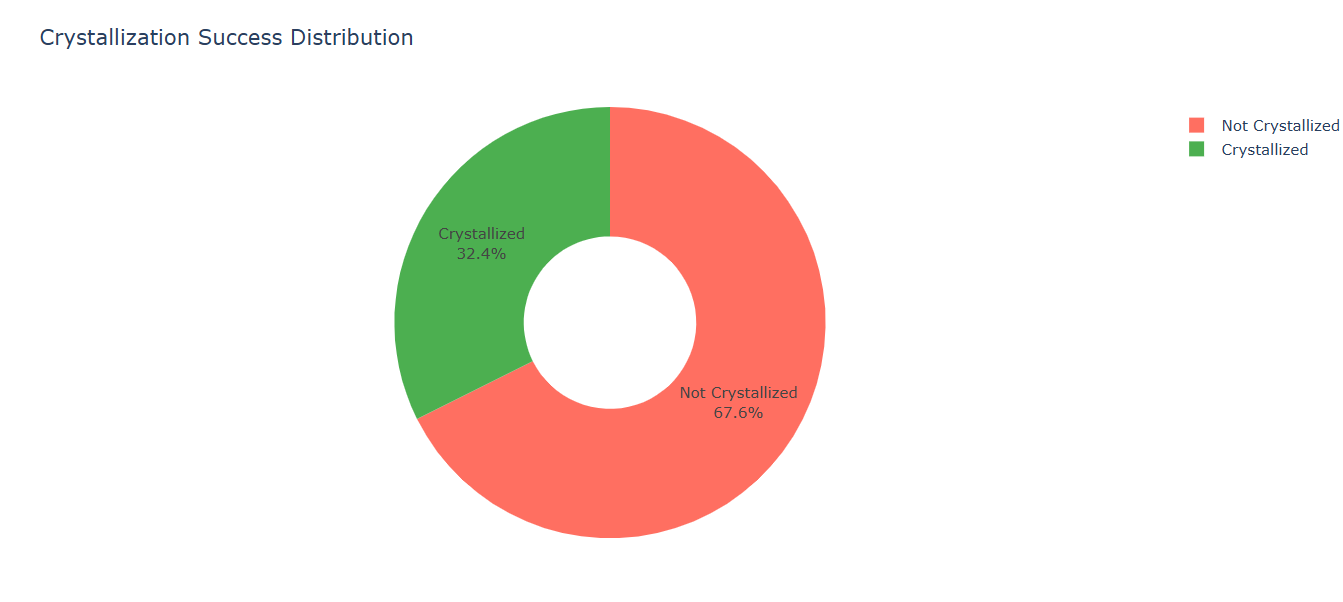 Crystallization Success Distribution
Not Crystallized
Crystallized
Crystallized
32.4%
Not Crystallized
67.6%